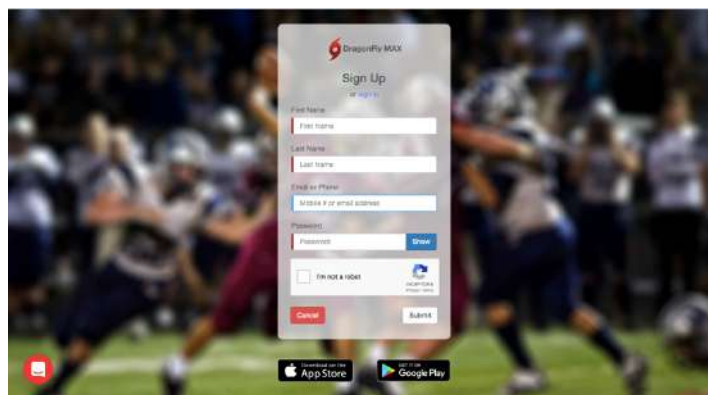 DragonFly MAX
Sign Up
or sign in
First Name
First Name
Last Name
Last Name
Email or Phone
Mobile # or email address
Password
Password Show
I'm not a robot
reCAPTCHA
Cancel Submit
Download on the GET IT ON
App Store Google Play